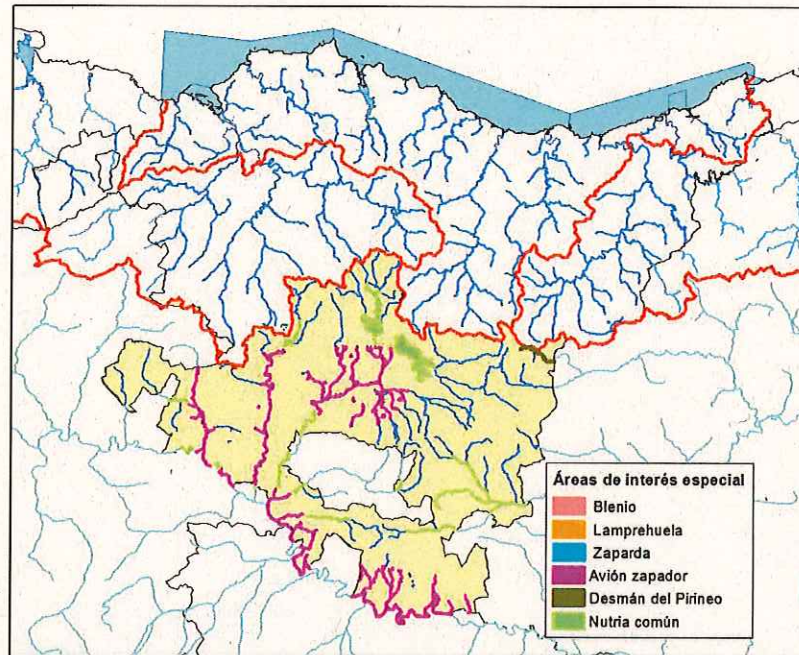 Áreas de interés especial
Blenio
Lamprehuela
Zaparda
Avión zapador
Desmán del Pirineo
Nutria común